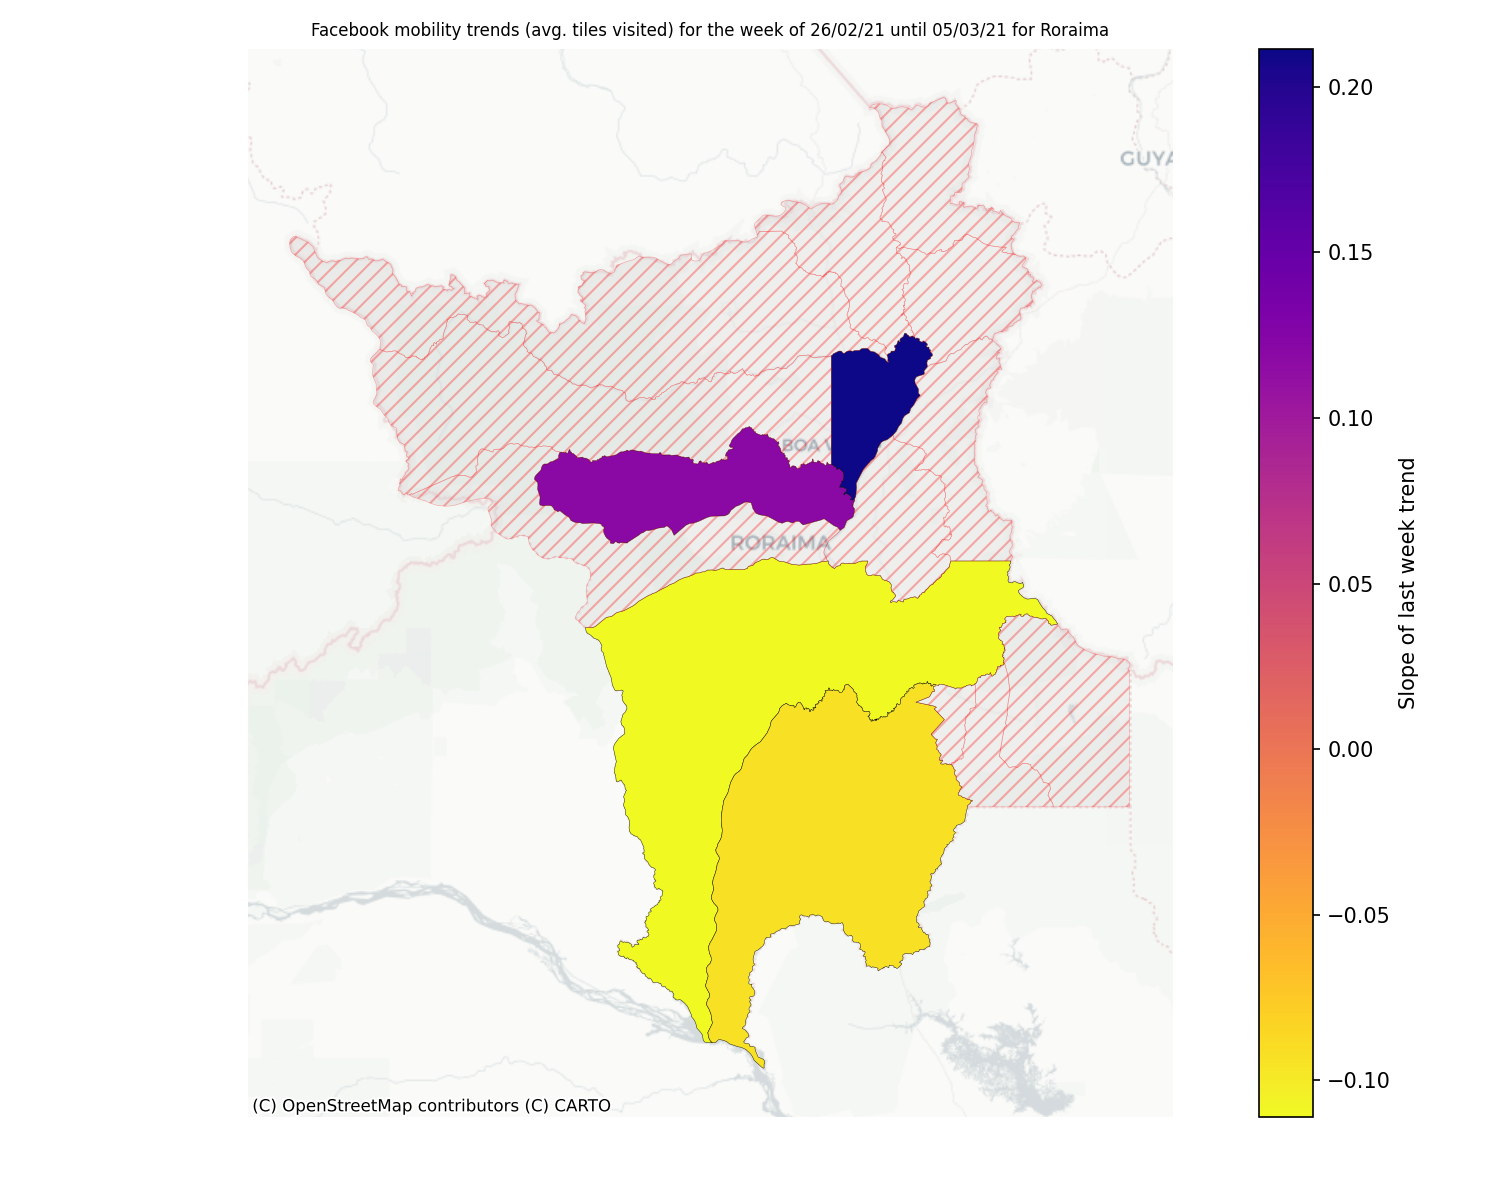 Facebook mobility trends (avg. tiles visited) for the week of 26/02/21 until 05/03/21 for Roraima
GUYA
BOA V
RORAIMA
0.20
0.15
0.10
0.05
0.00
−0.05
−0.10
Slope of last week trend
(C) OpenStreetMap contributors (C) CARTO